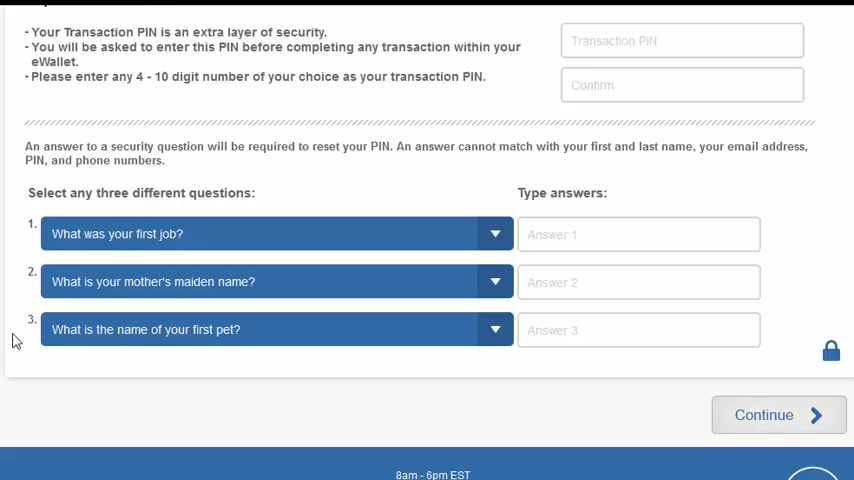 - Your Transaction PIN is an extra layer of security.
- You will be asked to enter this PIN before completing any transaction within your
eWallet.
- Please enter any 4 - 10 digit number of your choice as your transaction PIN.
Transaction PIN
Confirm
An answer to a security question will be required to reset your PIN. An answer cannot match with your first and last name, your email address,
PIN, and phone numbers.
Select any three different questions:
Type answers:
1. What was your first job?
Answer 1
2. What is your mother's maiden name?
Answer 2
3. What is the name of your first pet?
Answer 3
Continue
8am - 6pm EST